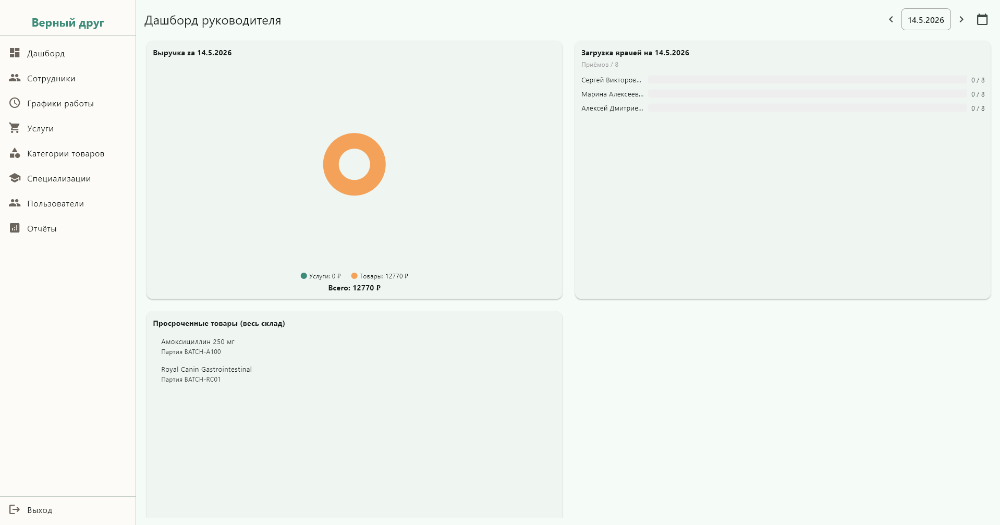 Верный друг
Дашборд
Сотрудники
Графики работы
Услуги
Категории товаров
Специализации
Пользователи
Отчёты
Выход
Дашборд руководителя
14.5.2026
Выручка за 14.5.2026
Услуги: 0 ₽
Товары: 12770 ₽
Всего: 12770 ₽
Загрузка врачей на 14.5.2026
Приёмов / 8
Сергей Викторов... 0 / 8
Марина Алексеев... 0 / 8
Алексей Дмитрие... 0 / 8
Просроченные товары (весь склад)
Амоксициллин 250 мг
Партия BATCH-A100
Royal Canin Gastrointestinal
Партия BATCH-RC01